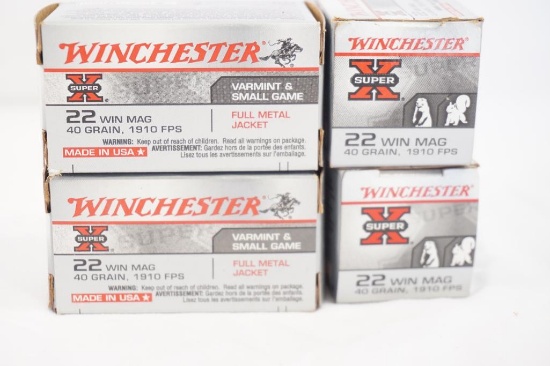 WINCHESTER
SUPER X
VARMINT &
SMALL GAME
22 WIN MAG
40 GRAIN, 1910 FPS
FULL METAL
JACKET
WARNING: Keep out of reach of children. Read all warnings on package.
MADE IN USA
AVERTISSEMENT: Gardez hors de la portée des enfants.
Lisez tous les avertissements sur l'emballage.
WINCHESTER
SUPER X
22 WIN MAG
40 GRAIN, 1910 FPS
WINCHESTER
SUPER X
VARMINT &
SMALL GAME
22 WIN MAG
40 GRAIN, 1910 FPS
FULL METAL
JACKET
WARNING: Keep out of reach of children. Read all warnings on package.
MADE IN USA
AVERTISSEMENT: Gardez hors de la portée des enfants.
Lisez tous les avertissements sur l'emballage.
WINCHESTER
SUPER X
22 WIN MAG
40 GRAIN, 1910 FPS